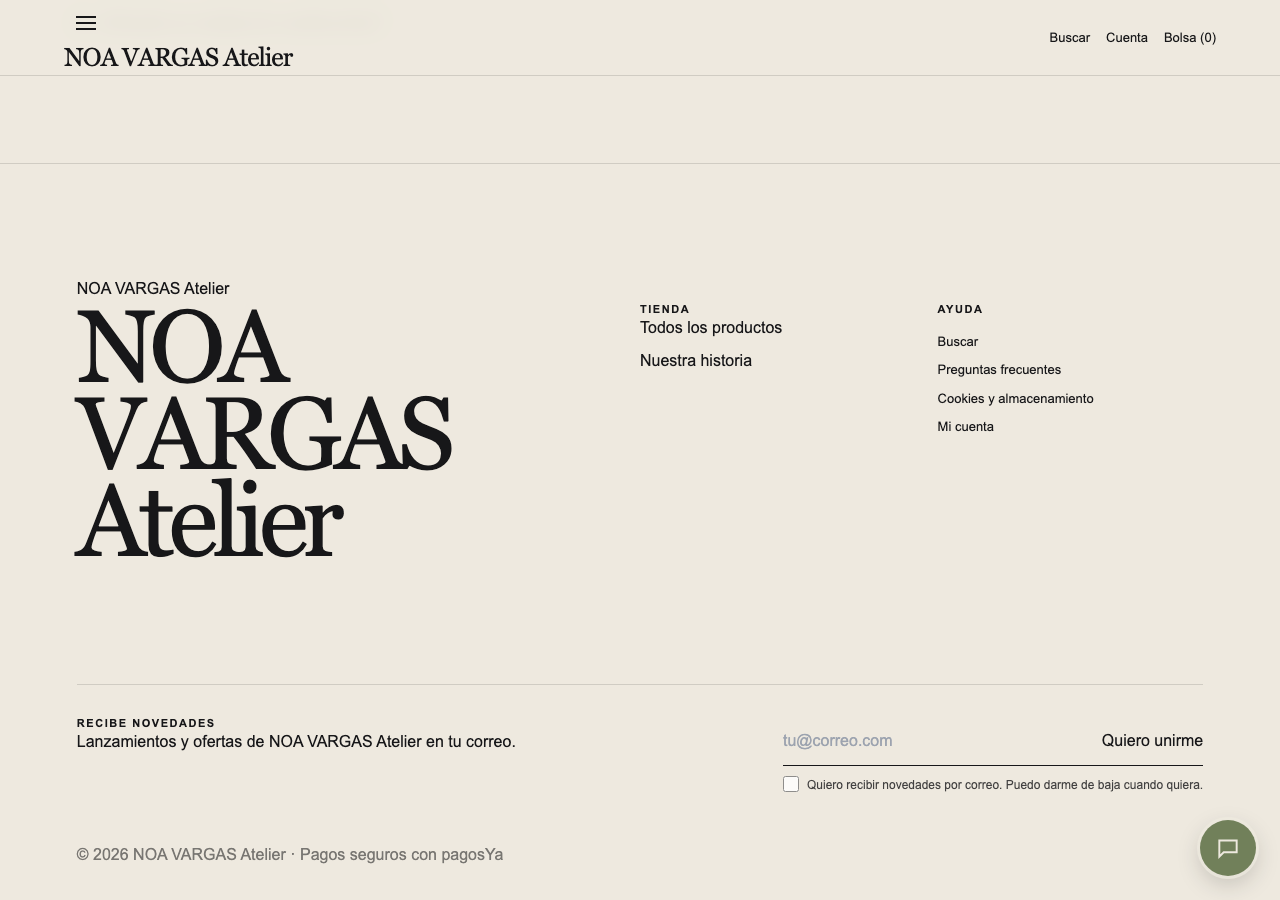 NOA VARGAS Atelier
Buscar
Cuenta
Bolsa (0)
NOA VARGAS Atelier
NOA
VARGAS
Atelier
TIENDA
Todos los productos
Nuestra historia
AYUDA
Buscar
Preguntas frecuentes
Cookies y almacenamiento
Mi cuenta
RECIBE NOVEDADES
Lanzamientos y ofertas de NOA VARGAS Atelier en tu correo.
tu@correo.com
Quiero unirme
Quiero recibir novedades por correo. Puedo darme de baja cuando quiera.
© 2026 NOA VARGAS Atelier · Pagos seguros con pagosYa